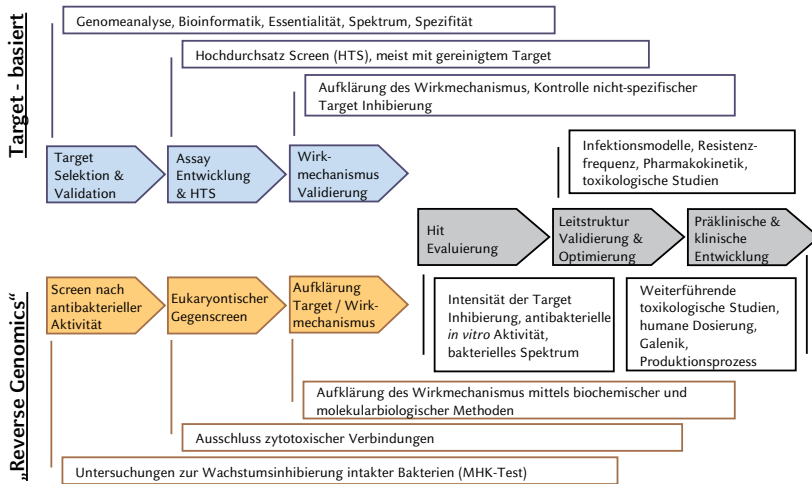 Target - basiert
Genomeanalyse, Bioinformatik, Essentialität, Spektrum, Spezifität
Hochdurchsatz Screen (HTS), meist mit gereinigtem Target
Aufklärung des Wirkmechanismus, Kontrolle nicht-spezifischer
Target Inhibierung
Target
Selektion &
Validation
Assay
Entwicklung
& HTS
Wirk-
mechanismus
Validierung
Infektionsmodelle, Resistenz-
frequenz, Pharmakokinetik,
toxikologische Studien
Hit
Evaluierung
Leitstruktur
Validierung &
Optimierung
Präklinische &
klinische
Entwicklung
„Reverse Genomics“
Screen nach
antibakterieller
Aktivität
Eukaryontischer
Gegenscreen
Aufklärung
Target / Wirk-
mechanismus
Intensität der Target
Inhibierung, antibakterielle
in vitro Aktivität,
bakterielles Spektrum
Weiterführende
toxikologische Studien,
humane Dosierung,
Galenik,
Produktionsprozess
Aufklärung des Wirkmechanismus mittels biochemischer und
molekularbiologischer Methoden
Ausschluss zytotoxischer Verbindungen
Untersuchungen zur Wachstumsinhibierung intakter Bakterien (MHK-Test)